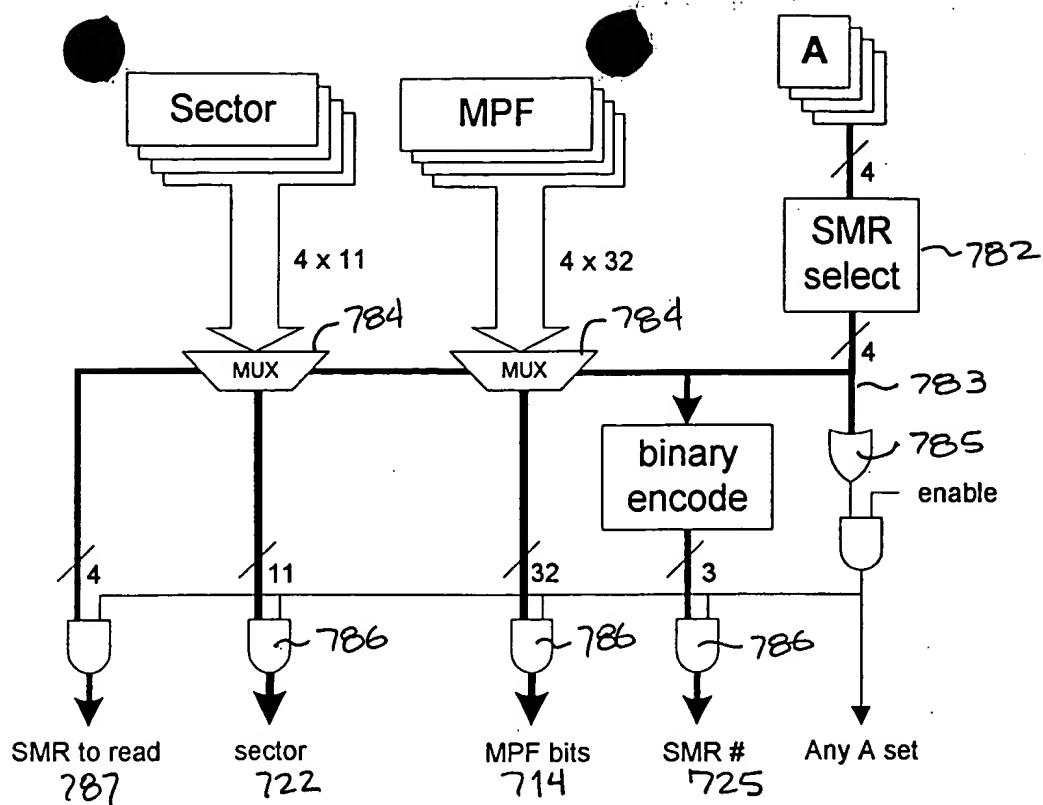 A
Sector
MPF
4
SMR
select
782
4 x 11
4 x 32
784
784
4
MUX
MUX
783
785
binary
encode
enable
4
11
32
3
786
786
786
SMR to read
sector
MPF bits
SMR #
Any A set
787
722
714
725